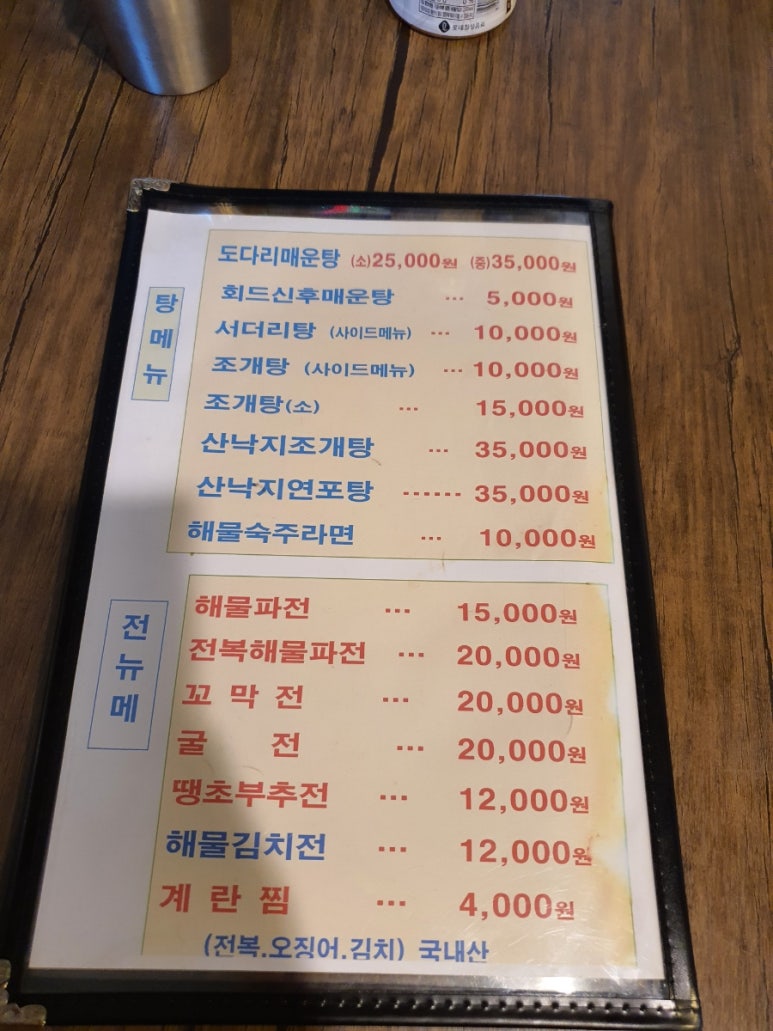 탕메뉴
도다리매운탕 (소)25,000원 (중)35,000원
회드신후매운탕 ... 5,000원
서더리탕 (사이드메뉴) ... 10,000원
조개탕 (사이드메뉴) ... 10,000원
조개탕(소) ... 15,000원
산낙지조개탕 ... 35,000원
산낙지연포탕 ...... 35,000원
해물숙주라면 ... 10,000원
전뉴메
해물파전 ... 15,000원
전복해물파전 ... 20,000원
꼬 막 전 ... 20,000원
굴 전 ... 20,000원
땡초부추전 ... 12,000원
해물김치전 ... 12,000원
계 란 찜 ... 4,000원
(전복.오징어.김치) 국내산